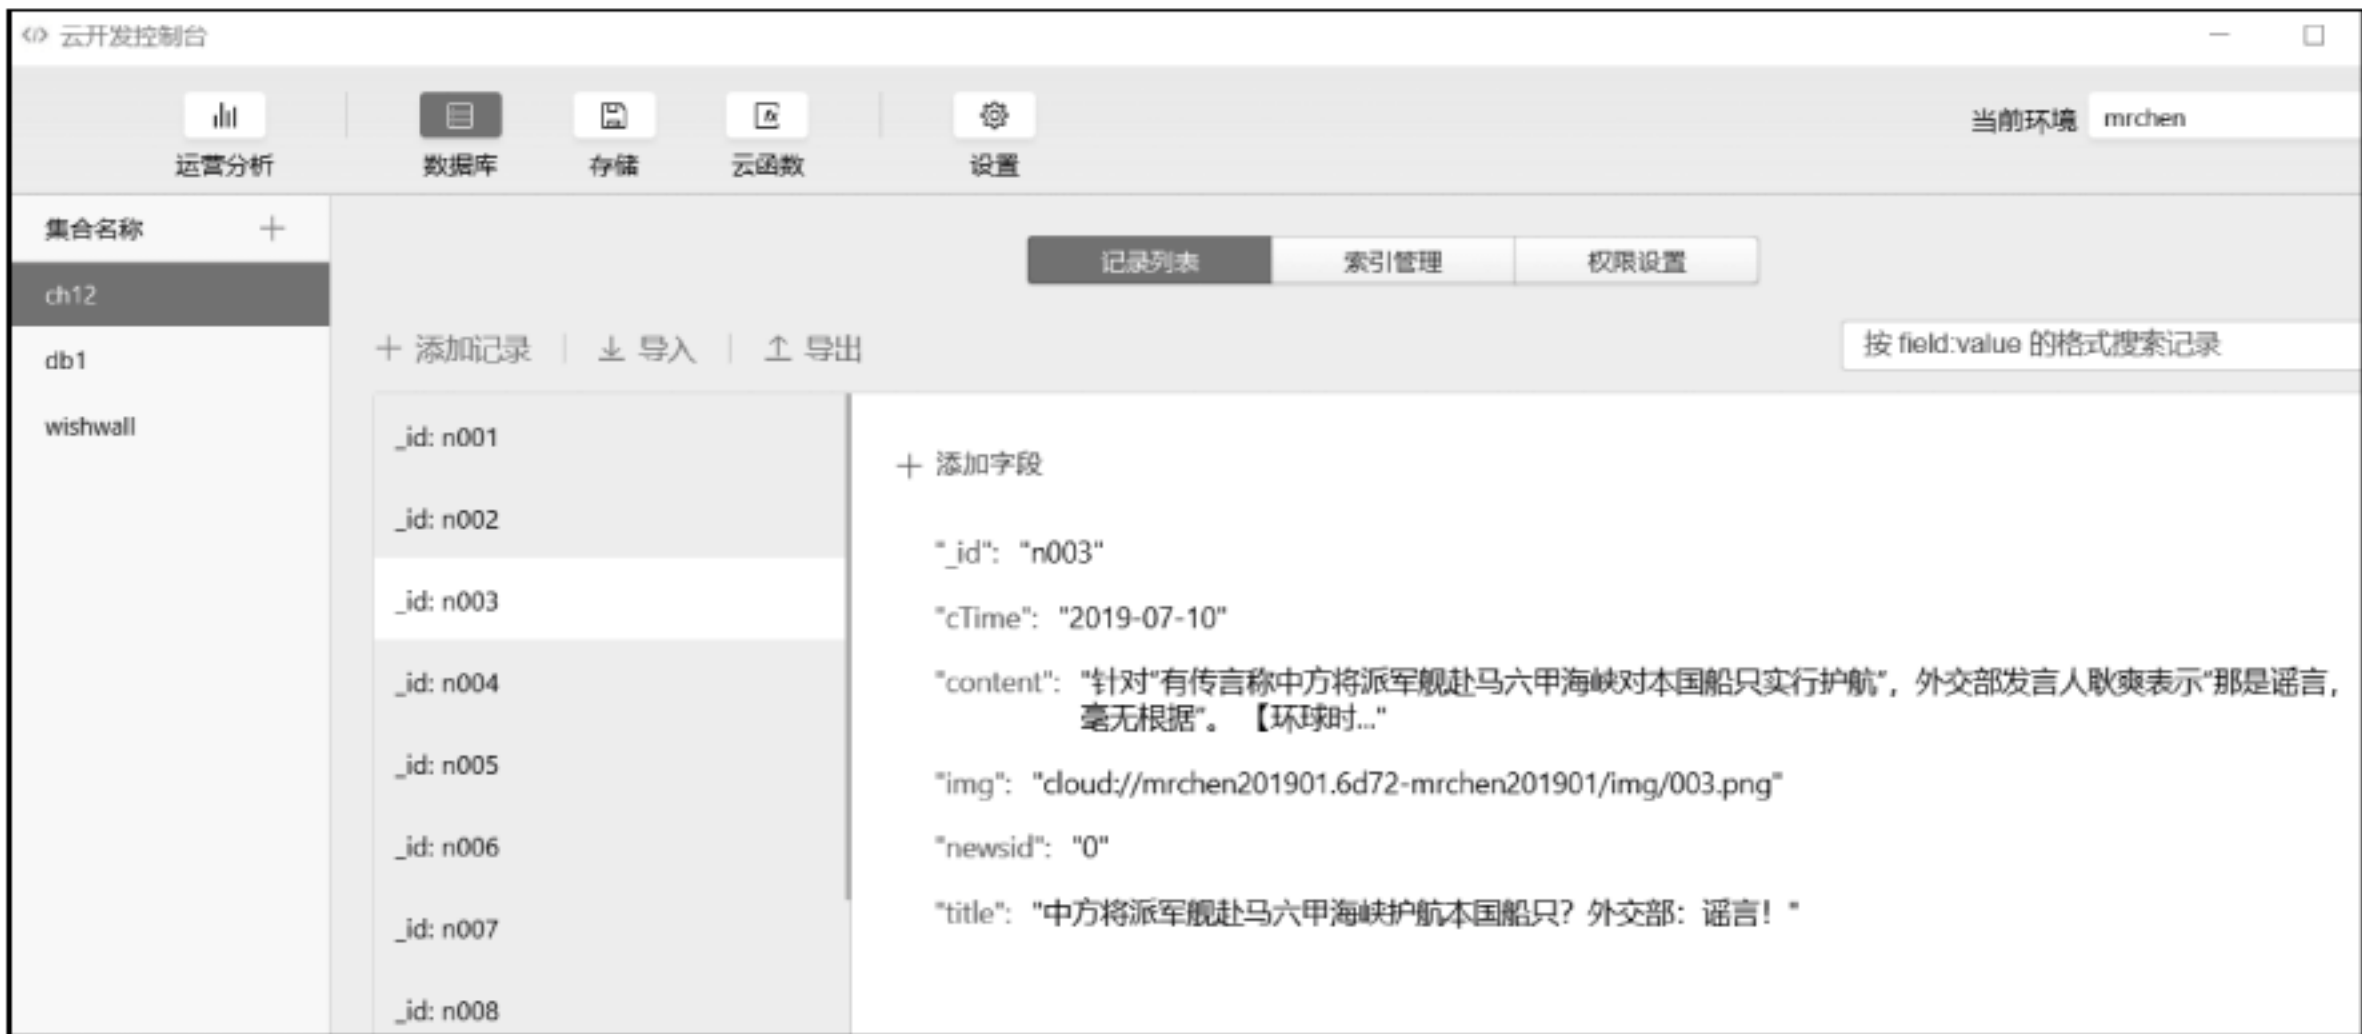 云开发控制台
运营分析 数据库 存储 云函数 设置 当前环境 mrchen
集合名称
ch12
db1
wishwall
记录列表 索引管理 权限设置
添加记录 导入 导出
按 field:value 的格式搜索记录
_id: n001
_id: n002
_id: n003
_id: n004
_id: n005
_id: n006
_id: n007
_id: n008
添加字段
"_id": "n003"
"cTime": "2019-07-10"
"content": "针对"有传言称中方将派军舰赴马六甲海峡对本国船只实行护航"，外交部发言人耿爽表示"那是谣言，
毫无根据"。 【环球时..."
"img": "cloud://mrchen201901.6d72-mrchen201901/img/003.png"
"newsid": "0"
"title": "中方将派军舰赴马六甲海峡护航本国船只？外交部：谣言！"